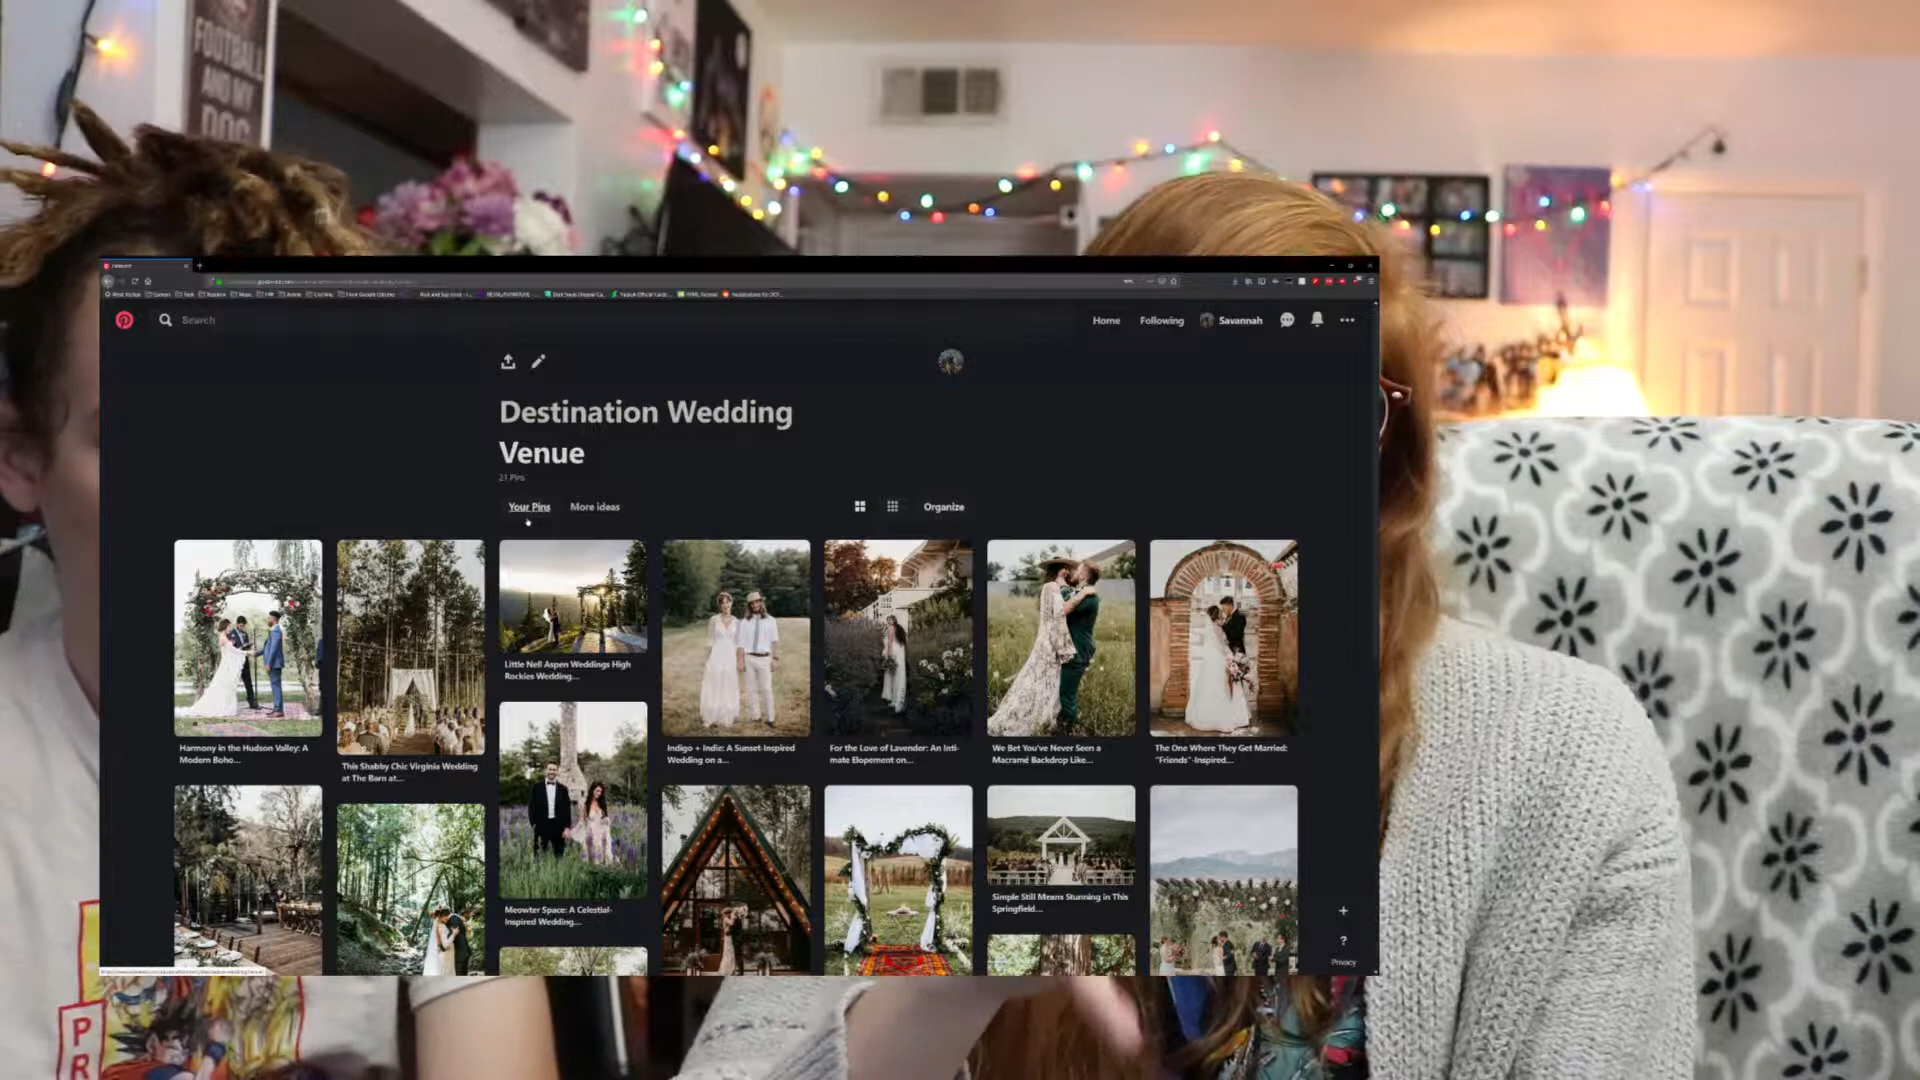 FOOTBALL
AND MY
DOG
Search
Home
Following
Savannah
Destination Wedding
Venue
21 Pins
Your Pins
More ideas
Organize
Harmony in the Hudson Valley: A
Modern Boho...
This Shabby Chic Virginia Wedding
at The Barn at...
Little Nell Aspen Weddings High
Rockies Wedding...
Indigo + Indie: A Sunset-Inspired
Wedding on a...
For the Love of Lavender: An Inti-
mate Elopement on...
We Bet You've Never Seen a
Macramé Backdrop Like...
The One Where They Get Married:
"Friends"-Inspired...
Meowter Space: A Celestial-
Inspired Wedding...
Simple Still Means Stunning in This
Springfield...
+
?
Privacy
P
R